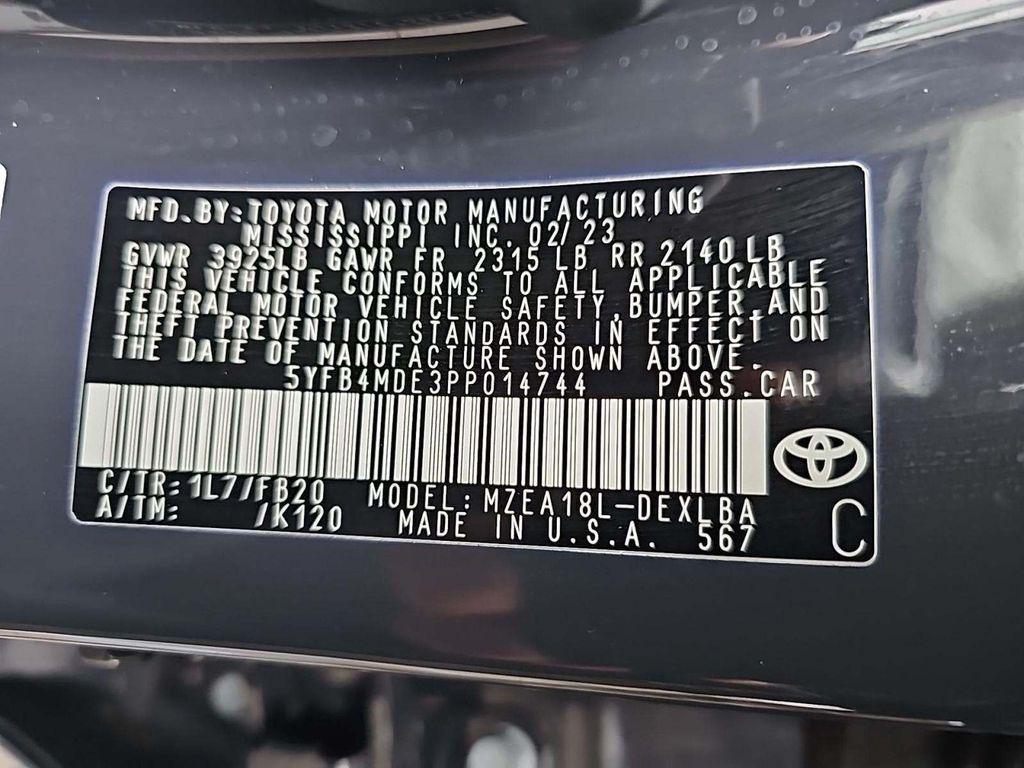 MFD.BY:TOYOTA MOTOR MANUFACTURING
MISSISSIPPI INC. 02/23
GVWR 3925LB GAWR FR 2315 LB RR 2140 LB
THIS VEHICLE CONFORMS TO ALL APPLICABLE
FEDERAL MOTOR VEHICLE SAFETY,BUMPER,AND
THEFT PREVENTION STANDARDS IN EFFECT ON
THE DATE OF MANUFACTURE SHOWN ABOVE.
5YFB4MDE3PP014744 PASS.CAR
C/TR:1L7/FB20 MODEL:MZEA18L-DEXLBA
A/TM: /K120 MADE IN U.S.A. 567
C